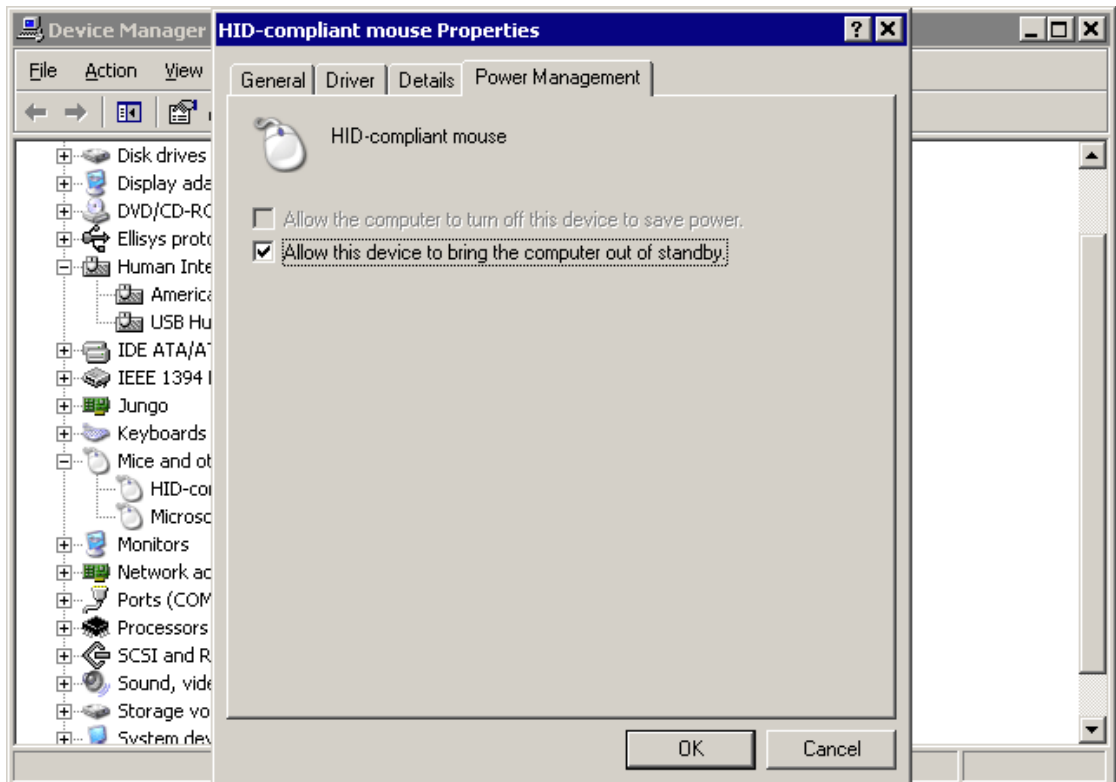 Device Manager
HID-compliant mouse Properties
File Action View
General Driver Details Power Management
HID-compliant mouse
Allow the computer to turn off this device to save power.
Allow this device to bring the computer out of standby.
Disk drives
Display ada
DVD/CD-RO
Ellisys proto
Human Inte
America
USB Hu
IDE ATA/AT
IEEE 1394
Jungo
Keyboards
Mice and ot
HID-co
Microso
Monitors
Network ad
Ports (COM
Processors
SCSI and R
Sound, vide
Storage vo
System dev
OK Cancel